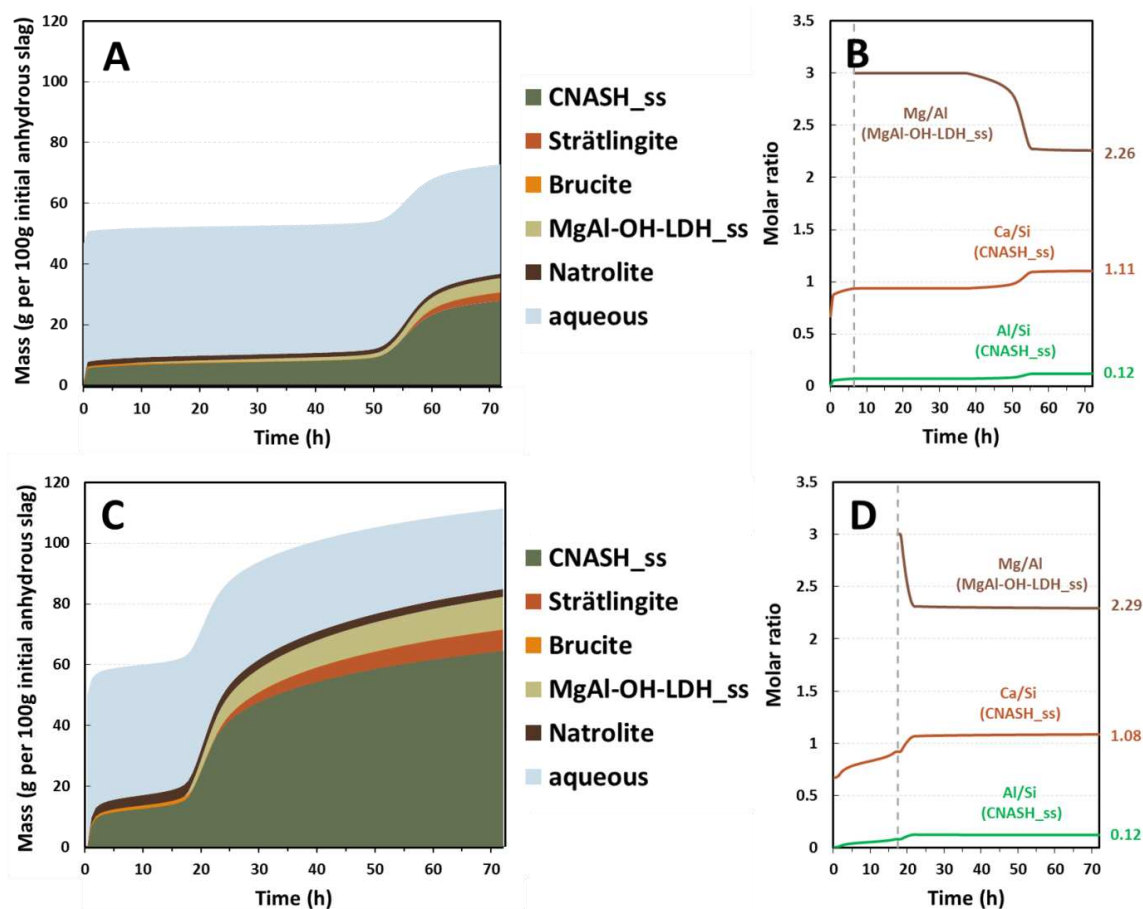 A
Mass (g per 100g initial anhydrous slag)
120
100
80
60
40
20
0
0 10 20 30 40 50 60 70
Time (h)
CNASH_ss
Strätlingite
Brucite
MgAl-OH-LDH_ss
Natrolite
aqueous
B
Molar ratio
3.5
3
2.5
2
1.5
1
0.5
0
Mg/Al
(MgAl-OH-LDH_ss)
2.26
Ca/Si
(CNASH_ss)
1.11
Al/Si
(CNASH_ss)
0.12
0 10 20 30 40 50 60 70
Time (h)
C
Mass (g per 100g initial anhydrous slag)
120
100
80
60
40
20
0
0 10 20 30 40 50 60 70
Time (h)
CNASH_ss
Strätlingite
Brucite
MgAl-OH-LDH_ss
Natrolite
aqueous
D
Molar ratio
3.5
3
2.5
2
1.5
1
0.5
0
Mg/Al
(MgAl-OH-LDH_ss)
2.29
Ca/Si
(CNASH_ss)
1.08
Al/Si
(CNASH_ss)
0.12
0 10 20 30 40 50 60 70
Time (h)